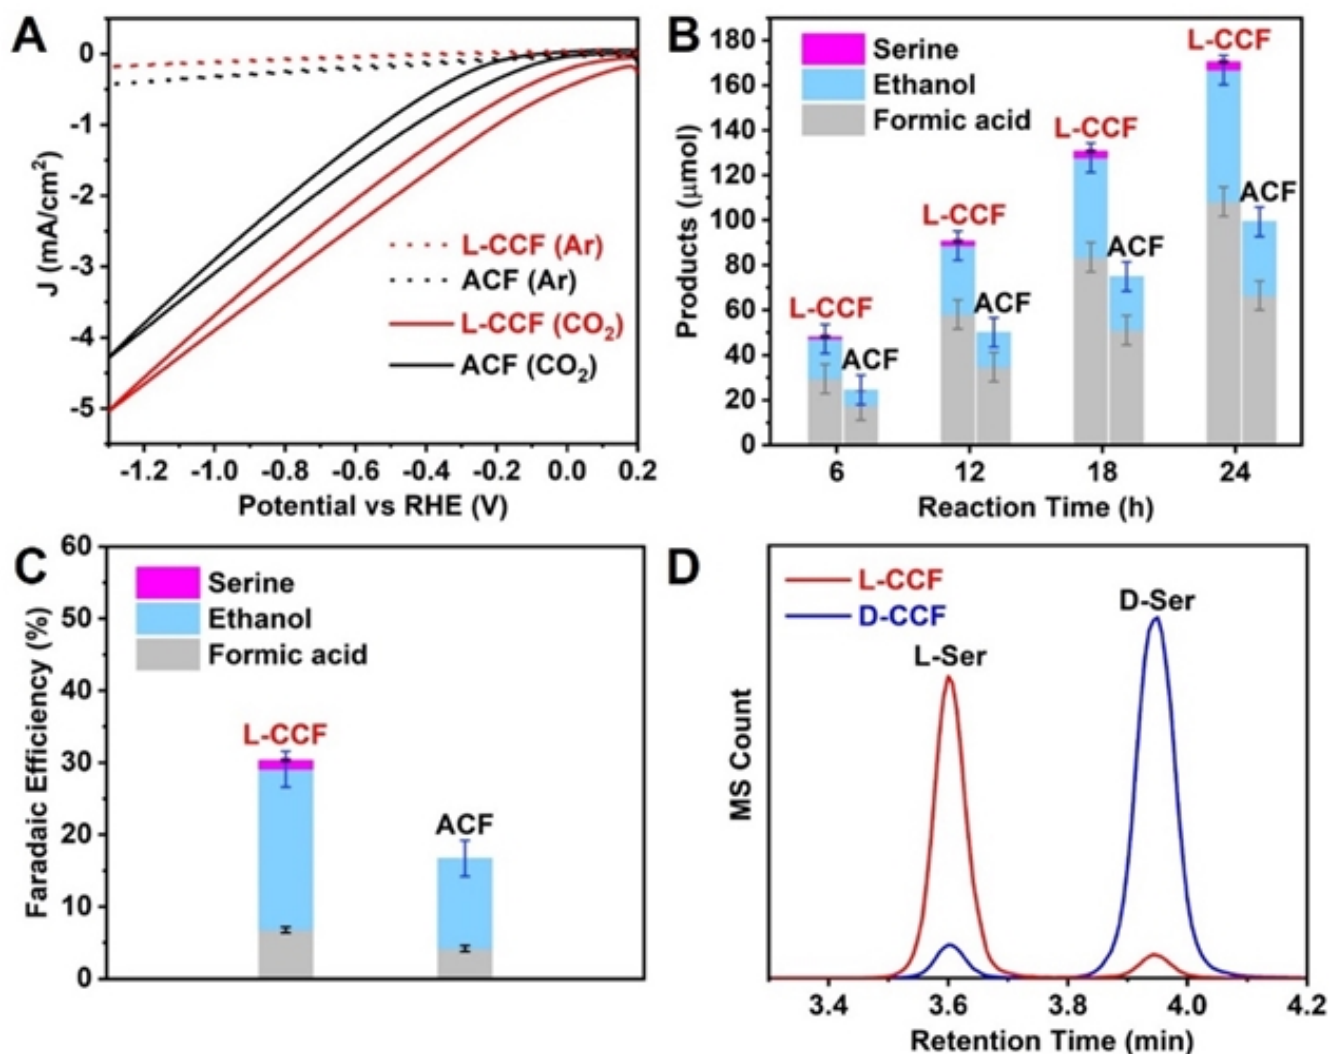 A
0
-1
-2
-3
-4
-5
J (mA/cm²)
L-CCF (Ar)
ACF (Ar)
L-CCF (CO₂)
ACF (CO₂)
-1.2 -1.0 -0.8 -0.6 -0.4 -0.2 0.0 0.2
Potential vs RHE (V)
B
180
160
140
120
100
80
60
40
20
0
Products (μmol)
Serine
Ethanol
Formic acid
L-CCF
ACF
L-CCF
ACF
L-CCF
ACF
L-CCF
ACF
6 12 18 24
Reaction Time (h)
C
60
50
40
30
20
10
0
Faradaic Efficiency (%)
Serine
Ethanol
Formic acid
L-CCF
ACF
D
L-CCF
D-CCF
L-Ser
D-Ser
MS Count
3.4 3.6 3.8 4.0 4.2
Retention Time (min)